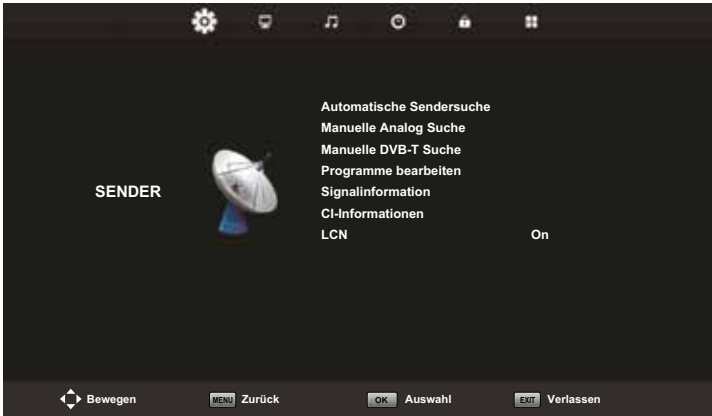 Automatische Sendersuche
Manuelle Analog Suche
Manuelle DVB-T Suche
Programme bearbeiten
SENDER
Signalinformation
CI-Informationen
LCN On
Bewegen MENU Zurück OK Auswahl EXIT Verlassen